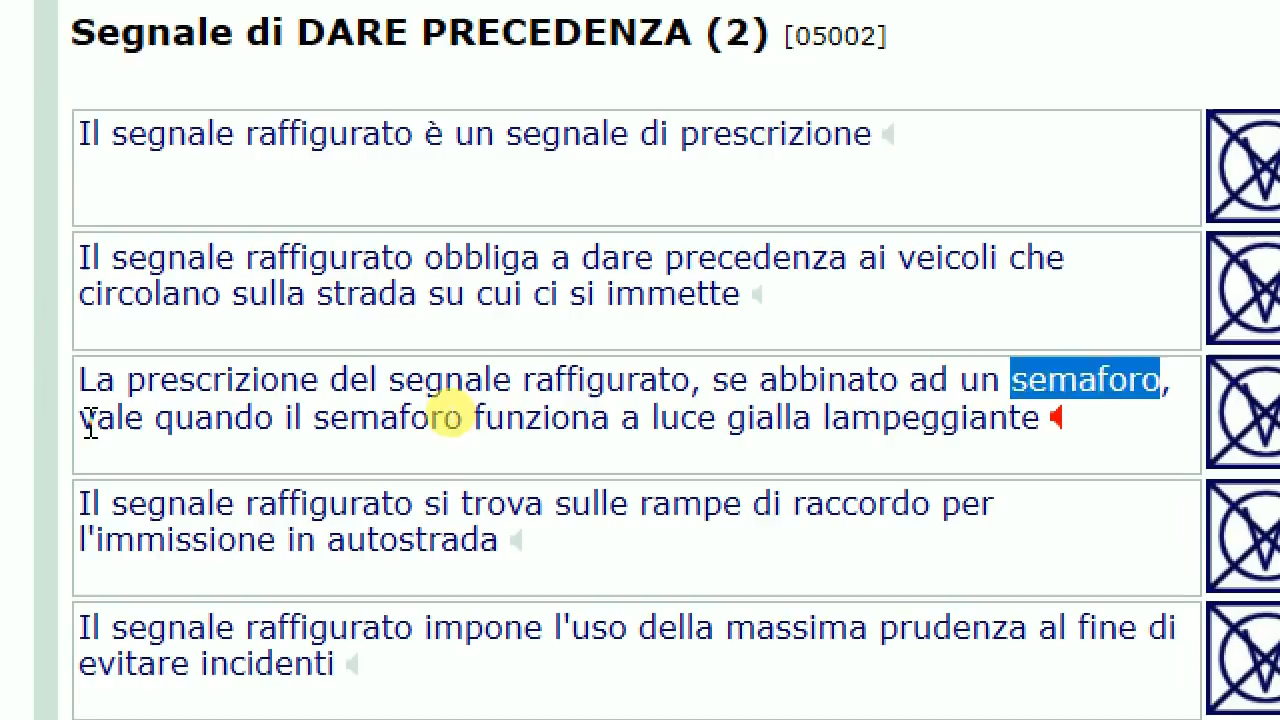 Segnale di DARE PRECEDENZA (2) [05002]
Il segnale raffigurato è un segnale di prescrizione
Il segnale raffigurato obbliga a dare precedenza ai veicoli che
circolano sulla strada su cui ci si immette
La prescrizione del segnale raffigurato, se abbinato ad un semaforo,
vale quando il semaforo funziona a luce gialla lampeggiante
Il segnale raffigurato si trova sulle rampe di raccordo per
l'immissione in autostrada
Il segnale raffigurato impone l'uso della massima prudenza al fine di
evitare incidenti